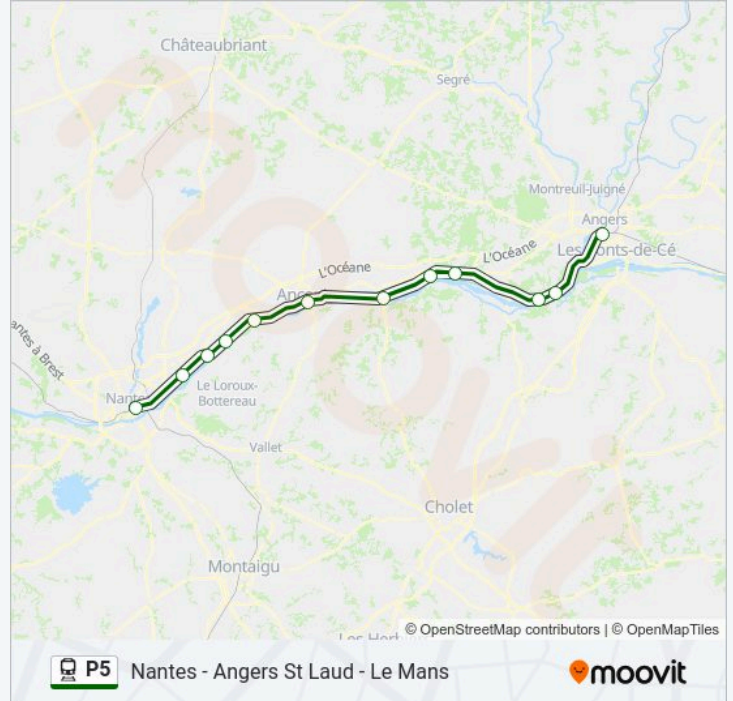 Châteaubriant
Segré
Montreuil-Juigné
Angers
L'Océane
Les Ponts-de-Cé
L'Océane
Nantes à Brest
Le Loroux-
Bottereau
Nantes
Vallet
Cholet
Montaigu
© OpenStreetMap contributors | © OpenMapTiles
P5
Nantes - Angers St Laud - Le Mans
moovit